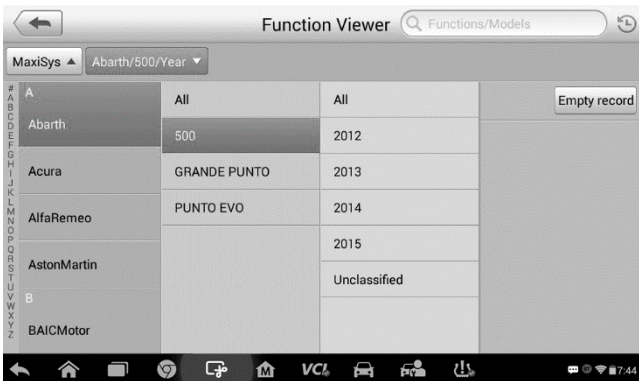 Function Viewer
Functions/Models
MaxiSys ▲
Abarth/500/Year ▼
#
A
B
C
D
E
F
G
H
I
J
K
L
M
N
O
P
Q
R
S
T
U
V
W
X
Y
Z
A
Abarth
Acura
AlfaRemeo
AstonMartin
B
BAICMotor
All
500
GRANDE PUNTO
PUNTO EVO
All
2012
2013
2014
2015
Unclassified
Empty record
M
VCI
7:44